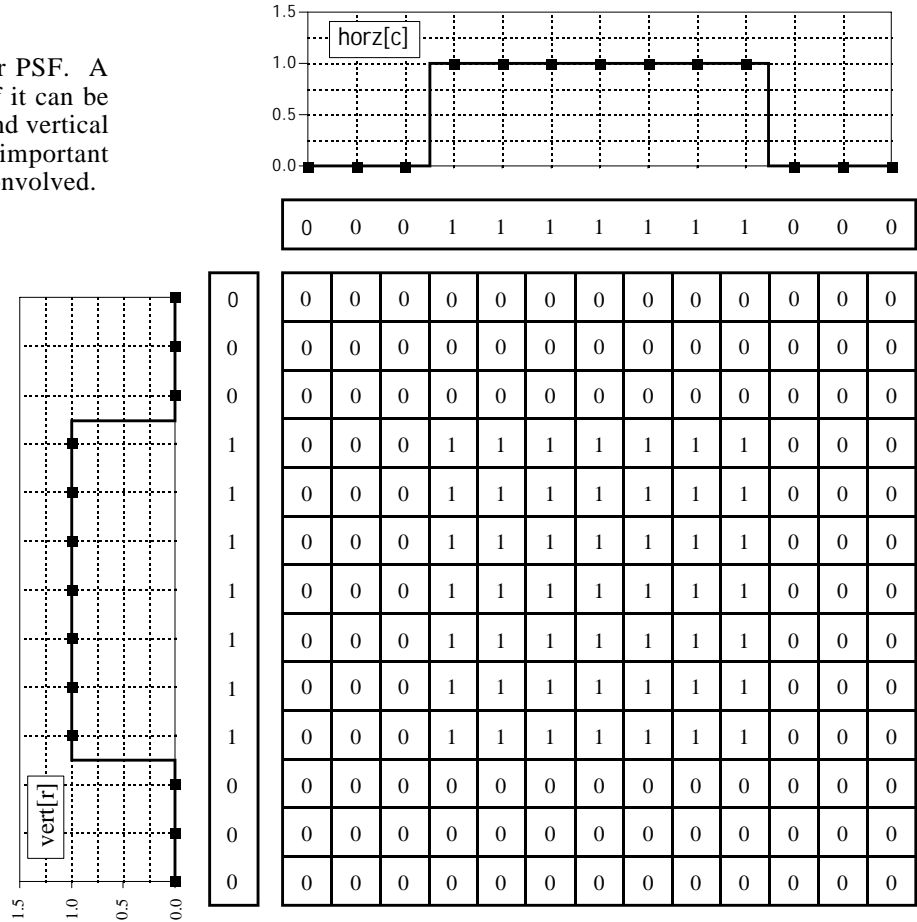 r PSF. A
f it can be
nd vertical
important
nvolved.
1.5
1.0
0.5
0.0
horz[c]
0 0 0 1 1 1 1 1 1 1 0 0 0
0 0 0 0 0 0 0 0 0 0 0 0 0 0
0 0 0 0 0 0 0 0 0 0 0 0 0 0
0 0 0 0 0 0 0 0 0 0 0 0 0 0
1 0 0 0 1 1 1 1 1 1 1 0 0 0
1 0 0 0 1 1 1 1 1 1 1 0 0 0
1 0 0 0 1 1 1 1 1 1 1 0 0 0
1 0 0 0 1 1 1 1 1 1 1 0 0 0
1 0 0 0 1 1 1 1 1 1 1 0 0 0
1 0 0 0 1 1 1 1 1 1 1 0 0 0
1 0 0 0 1 1 1 1 1 1 1 0 0 0
0 0 0 0 0 0 0 0 0 0 0 0 0 0
0 0 0 0 0 0 0 0 0 0 0 0 0 0
0 0 0 0 0 0 0 0 0 0 0 0 0 0
vert[r]
1.5
1.0
0.5
0.0